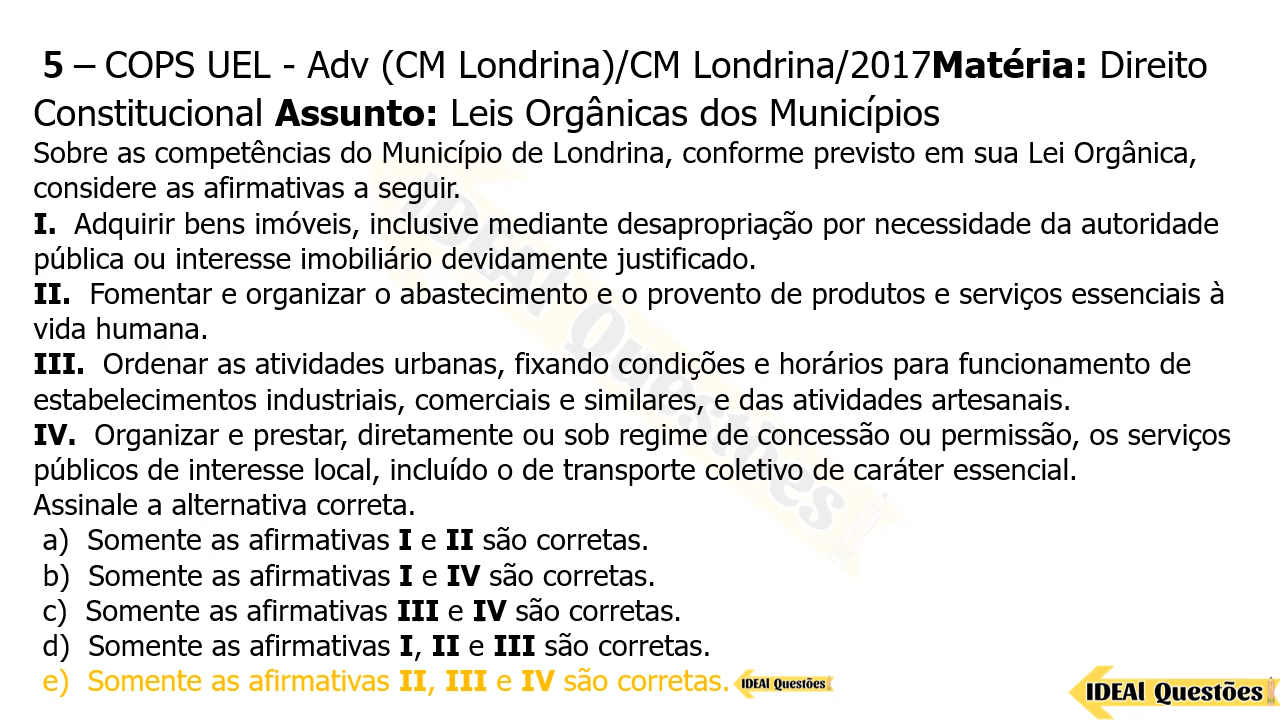 5 – COPS UEL - Adv (CM Londrina)/CM Londrina/2017Matéria: Direito
Constitucional Assunto: Leis Orgânicas dos Municípios
Sobre as competências do Município de Londrina, conforme previsto em sua Lei Orgânica,
considere as afirmativas a seguir.
I. Adquirir bens imóveis, inclusive mediante desapropriação por necessidade da autoridade
pública ou interesse imobiliário devidamente justificado.
II. Fomentar e organizar o abastecimento e o provento de produtos e serviços essenciais à
vida humana.
III. Ordenar as atividades urbanas, fixando condições e horários para funcionamento de
estabelecimentos industriais, comerciais e similares, e das atividades artesanais.
IV. Organizar e prestar, diretamente ou sob regime de concessão ou permissão, os serviços
públicos de interesse local, incluído o de transporte coletivo de caráter essencial.
Assinale a alternativa correta.
a) Somente as afirmativas I e II são corretas.
b) Somente as afirmativas I e IV são corretas.
c) Somente as afirmativas III e IV são corretas.
d) Somente as afirmativas I, II e III são corretas.
e) Somente as afirmativas II, III e IV são corretas. IDEAl Questões
IDEAl Questões
IDEAl Questões